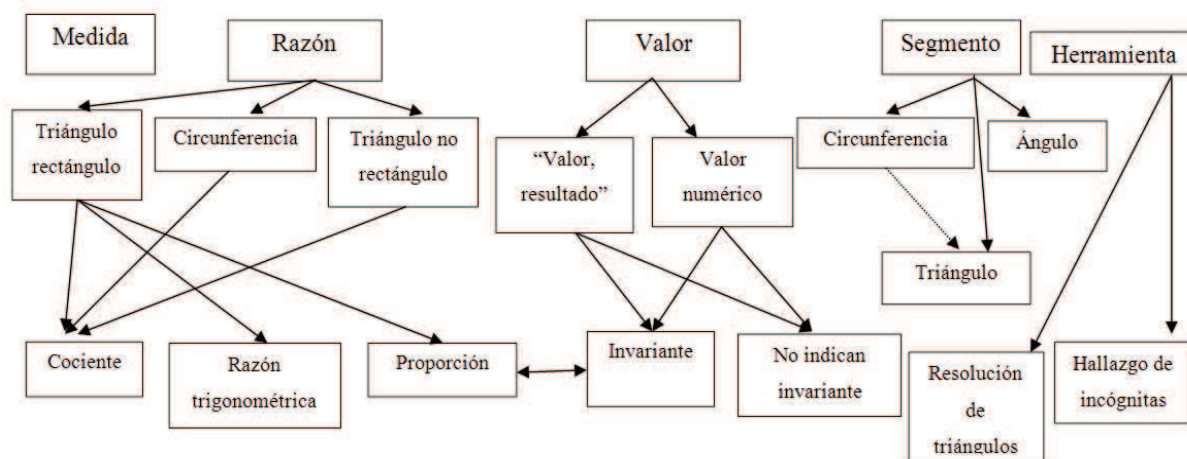 Medida
Razón
Valor
Segmento
Herramienta
Triángulo
rectángulo
Circunferencia
Triángulo no
rectángulo
“Valor,
resultado”
Valor
numérico
Circunferencia
Ángulo
Triángulo
Cociente
Razón
trigonométrica
Proporción
Invariante
No indican
invariante
Resolución
de
triángulos
Hallazgo de
incógnitas